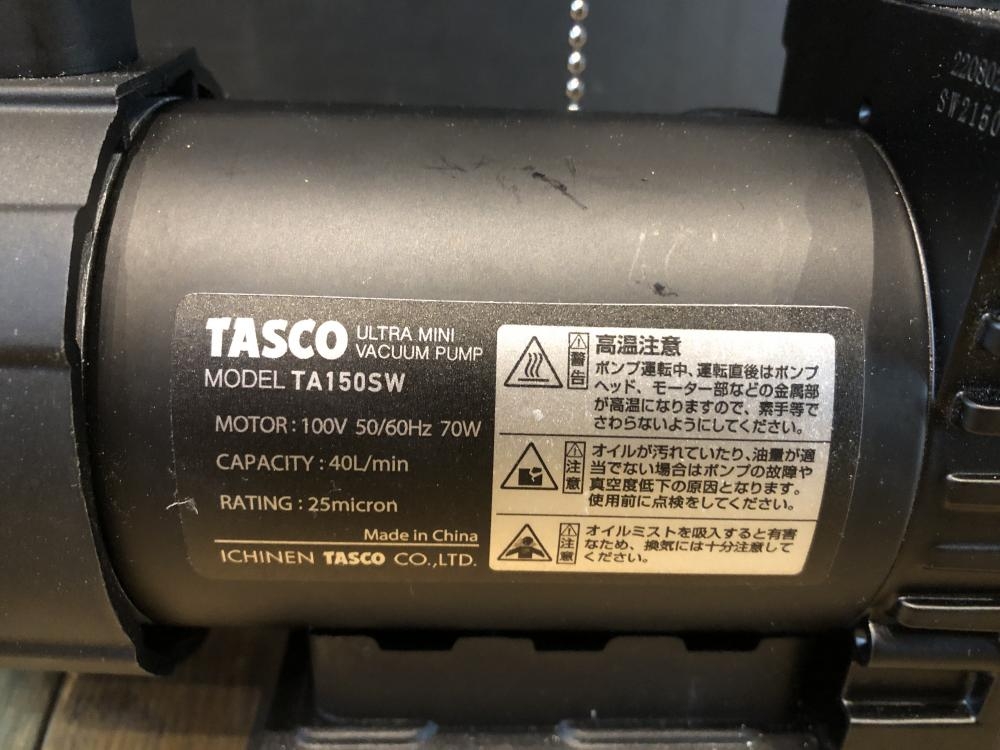 TASCO ULTRA MINI
VACUUM PUMP
MODEL TA150SW
MOTOR : 100V 50/60Hz 70W
CAPACITY : 40L/min
RATING : 25micron
Made in China
ICHINEN TASCO CO.,LTD.
警告
高温注意
ポンプ運転中、運転直後はポンプ
ヘッド、モーター部などの金属部
が高温になりますので、素手等で
さわらないようにしてください。
注意
オイルが汚れていたり、油量が適
当でない場合はポンプの故障や
真空度低下の原因となります。
使用前に点検をしてください。
注意
オイルミストを吸入すると有害
なため、換気には十分注意して
ください。